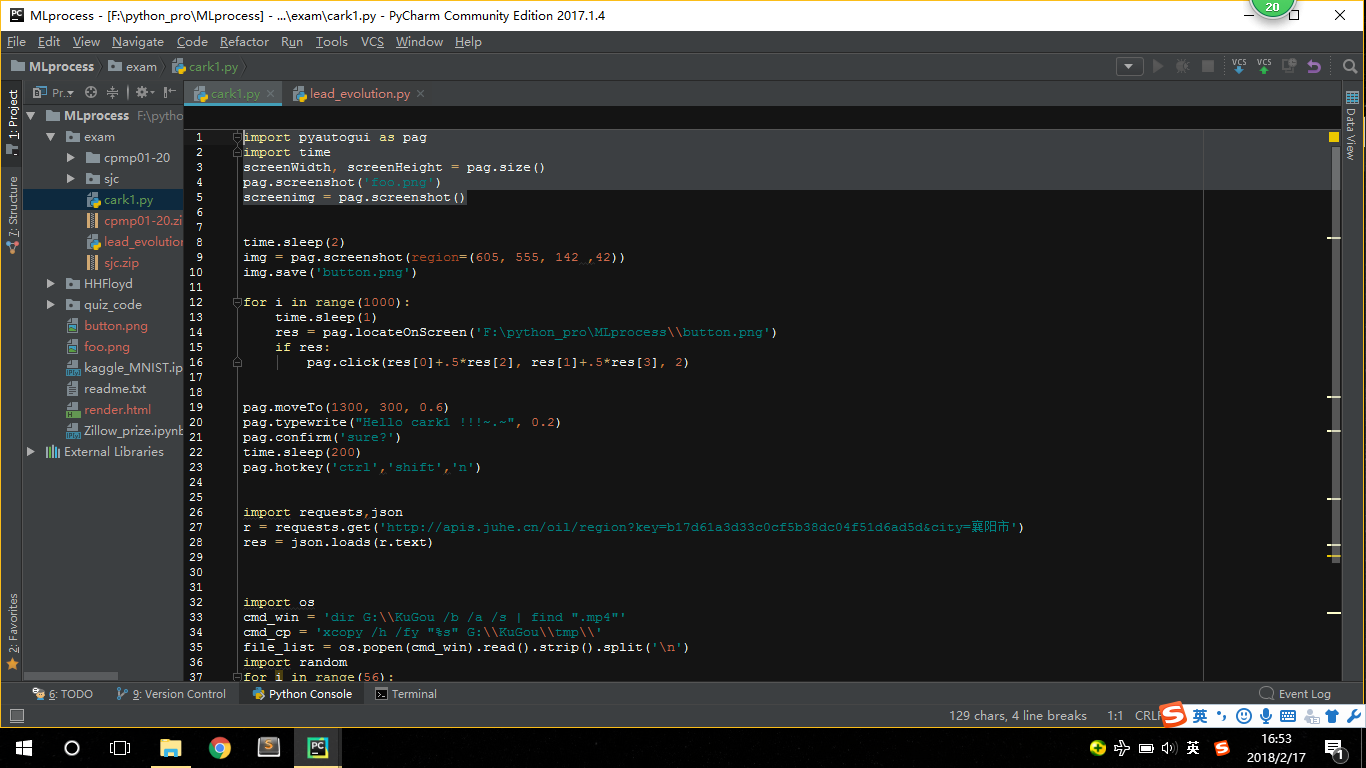 MLprocess - [F:\python_pro\MLprocess] - ...\exam\cark1.py - PyCharm Community Edition 2017.1.4
20
File Edit View Navigate Code Refactor Run Tools VCS Window Help
MLprocess exam cark1.py
VCS VCS
Pr..
cark1.py lead_evolution.py
1: Project
7: Structure
2: Favorites
Data View
MLprocess F:\pytho
exam
cpmp01-20
sjc
cark1.py
cpmp01-20.zi
lead_evolution
sjc.zip
HHFloyd
quiz_code
button.png
foo.png
kaggle_MNIST.ip
readme.txt
render.html
Zillow_prize.ipynb
External Libraries
1 import pyautogui as pag
2 import time
3 screenWidth, screenHeight = pag.size()
4 pag.screenshot('foo.png')
5 screenimg = pag.screenshot()
6
7
8 time.sleep(2)
9 img = pag.screenshot(region=(605, 555, 142 ,42))
10 img.save('button.png')
11
12 for i in range(1000):
13 time.sleep(1)
14 res = pag.locateOnScreen('F:\python_pro\MLprocess\\button.png')
15 if res:
16 pag.click(res[0]+.5*res[2], res[1]+.5*res[3], 2)
17
18
19 pag.moveTo(1300, 300, 0.6)
20 pag.typewrite("Hello cark1 !!!~.~", 0.2)
21 pag.confirm('sure?')
22 time.sleep(200)
23 pag.hotkey('ctrl','shift','n')
24
25
26 import requests,json
27 r = requests.get('http://apis.juhe.cn/oil/region?key=b17d61a3d33c0cf5b38dc04f51d6ad5d&city=襄阳市')
28 res = json.loads(r.text)
29
30
31
32 import os
33 cmd_win = 'dir G:\\KuGou /b /a /s | find ".mp4"'
34 cmd_cp = 'xcopy /h /fy "%s" G:\\KuGou\\tmp\\'
35 file_list = os.popen(cmd_win).read().strip().split('\n')
36 import random
37 for i in range(56):
6: TODO 9: Version Control Python Console Terminal Event Log
129 chars, 4 line breaks 1:1 CRLF
英
英
16:53
2018/2/17
1